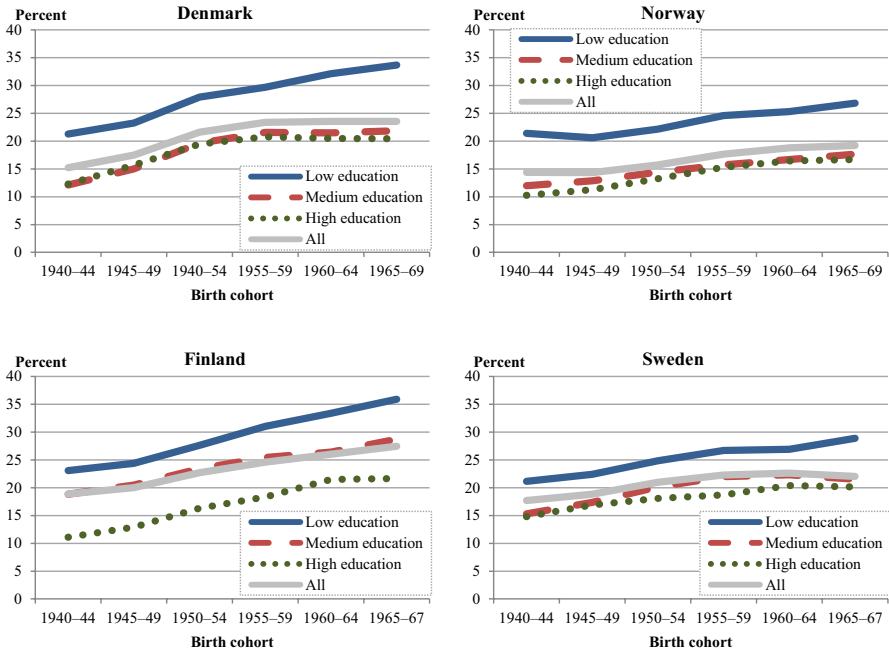 Percent
Denmark
40
35
30
25
20
15
10
5
0
Low education
Medium education
High education
All
1940–44 1945–49 1940–54 1955–59 1960–64 1965–69
Birth cohort
Percent
Norway
40
35
30
25
20
15
10
5
0
Low education
Medium education
High education
All
1940–44 1945–49 1950–54 1955–59 1960–64 1965–69
Birth cohort
Percent
Finland
40
35
30
25
20
15
10
5
0
Low education
Medium education
High education
All
1940–44 1945–49 1950–54 1955–59 1960–64 1965–67
Birth cohort
Percent
Sweden
40
35
30
25
20
15
10
5
0
Low education
Medium education
High education
All
1940–44 1945–49 1950–54 1955–59 1960–64 1965–67
Birth cohort